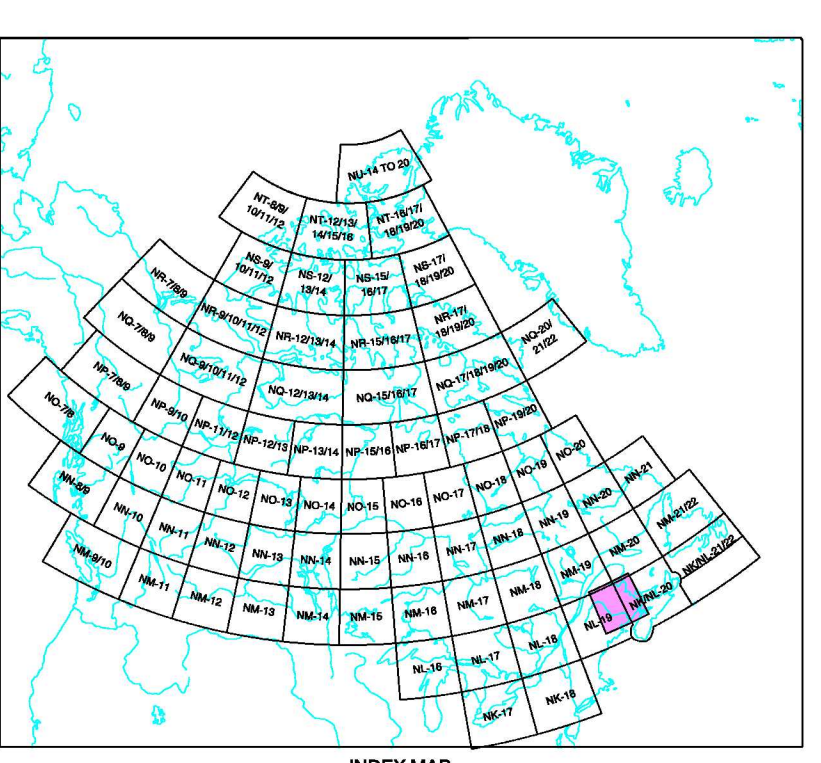 NU-14 TO 20
NT-8/9/
10/11/12
NT-12/13/
14/15/16
NT-16/17/
18/19/20
NS-9/
10/11/12
NS-12/
13/14
NS-15/
16/17
NS-17/
18/19/20
NR-7/8/9
NR-9/10/11/12
NR-12/13/14
NR-15/16/17
NR-17/
18/19/20
NQ-7/8/9
NQ-9/10/11/12
NQ-12/13/14
NQ-15/16/17
NQ-17/18/19/20
NQ-20/
21/22
NP-7/8/9
NP-9/10
NP-11/12
NP-12/13
NP-13/14
NP-15/16
NP-16/17
NP-17/18
NP-19/20
NO-7/8
NO-9
NO-10
NO-11
NO-12
NO-13
NO-14
NO-15
NO-16
NO-17
NO-18
NO-19
NO-20
NN-8/9
NN-10
NN-11
NN-12
NN-13
NN-14
NN-15
NN-16
NN-17
NN-18
NN-19
NN-20
NN-21
NM-9/10
NM-11
NM-12
NM-13
NM-14
NM-15
NM-16
NM-17
NM-18
NM-19
NM-20
NM-21/22
NL-16
NL-17
NL-18
NL-19
NK/NL-20
NK/NL-21/22
NK-17
NK-18
INDEX MAP